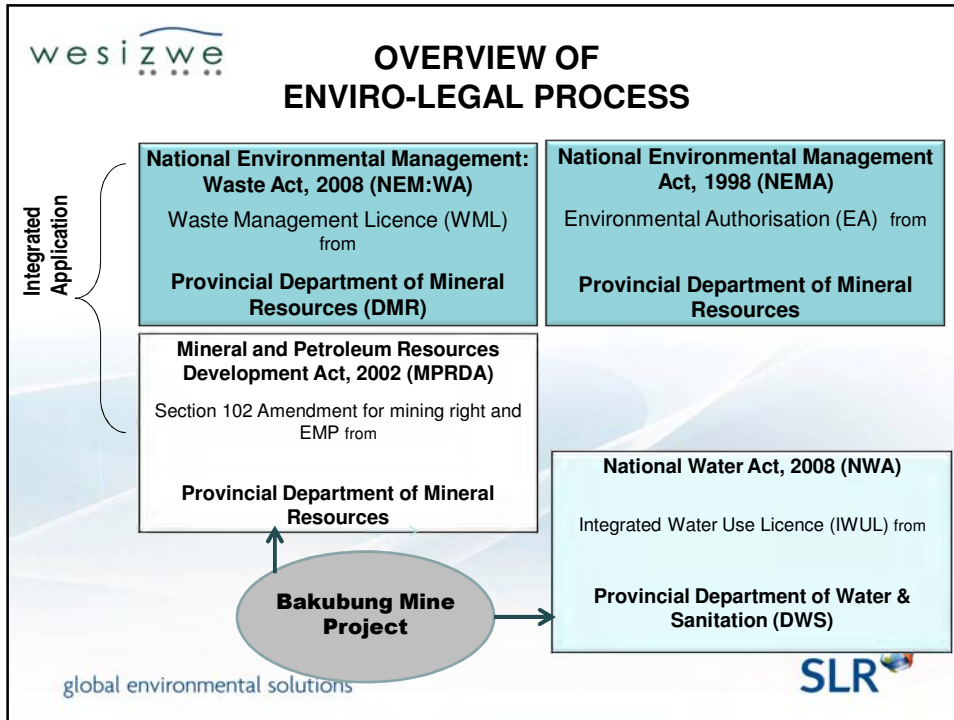 wesizwe
OVERVIEW OF
ENVIRO-LEGAL PROCESS
Integrated
Application
National Environmental Management:
Waste Act, 2008 (NEM:WA)
Waste Management Licence (WML)
from
Provincial Department of Mineral
Resources (DMR)
National Environmental Management
Act, 1998 (NEMA)
Environmental Authorisation (EA) from
Provincial Department of Mineral
Resources
Mineral and Petroleum Resources
Development Act, 2002 (MPRDA)
Section 102 Amendment for mining right and
EMP from
Provincial Department of Mineral
Resources
National Water Act, 2008 (NWA)
Integrated Water Use Licence (IWUL) from
Provincial Department of Water &
Sanitation (DWS)
Bakubung Mine
Project
global environmental solutions
SLR